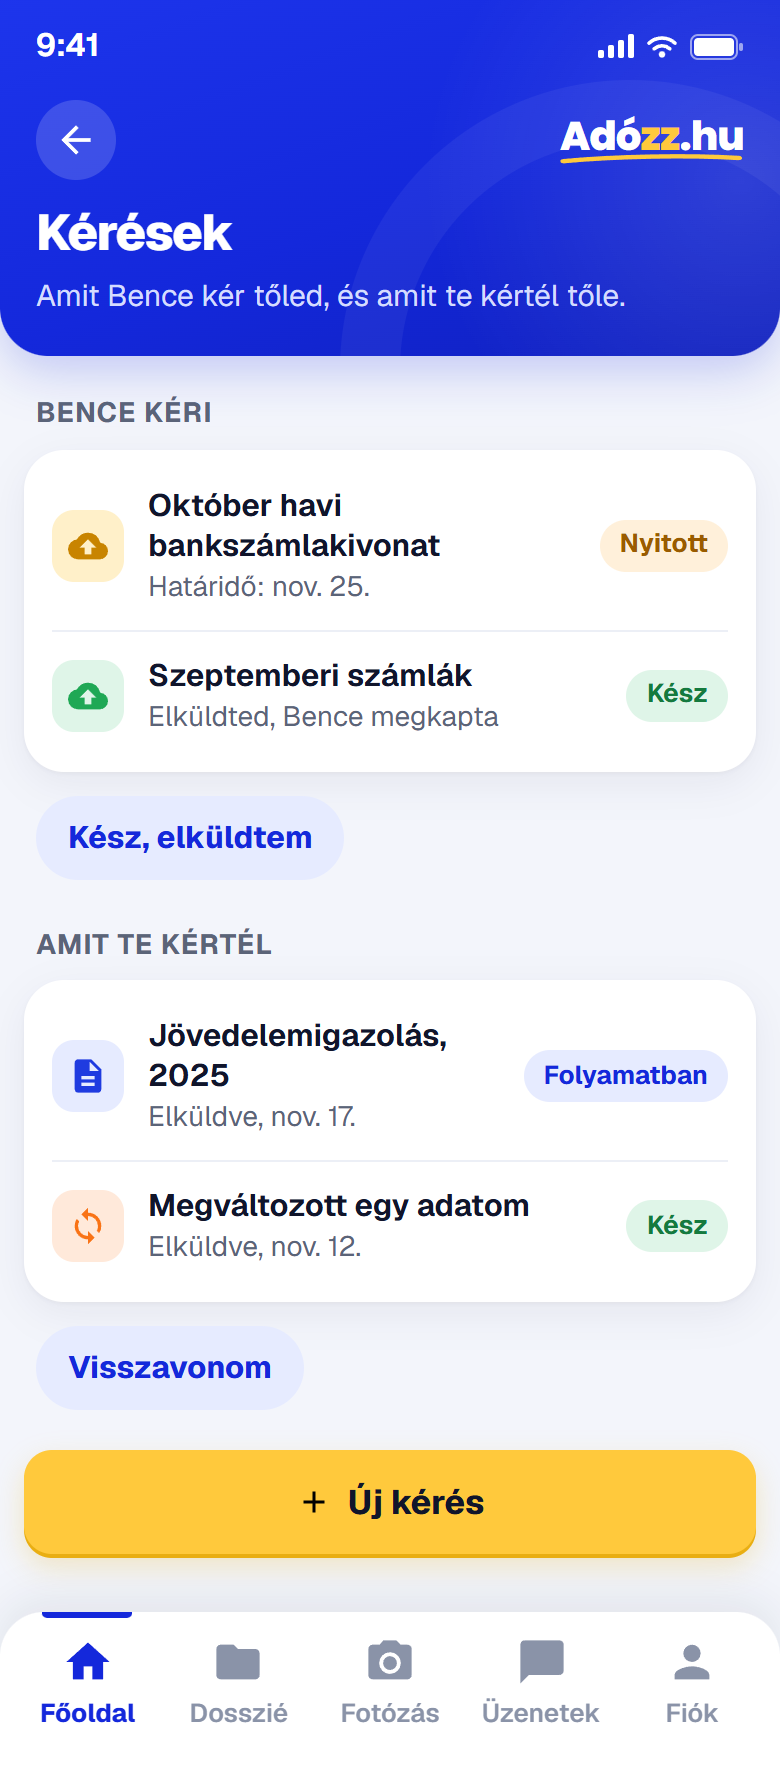 9:41
Adózz.hu
Kérések
Amit Bence kér tőled, és amit te kértél tőle.
BENCE KÉRI
Október havi
bankszámlakivonat
Határidő: nov. 25.
Nyitott
Szeptemberi számlák
Elküldted, Bence megkapta
Kész
Kész, elküldtem
AMIT TE KÉRTÉL
Jövedelemigazolás,
2025
Elküldve, nov. 17.
Folyamatban
Megváltozott egy adatom
Elküldve, nov. 12.
Kész
Visszavonom
+ Új kérés
Főoldal
Dosszié
Fotózás
Üzenetek
Fiók